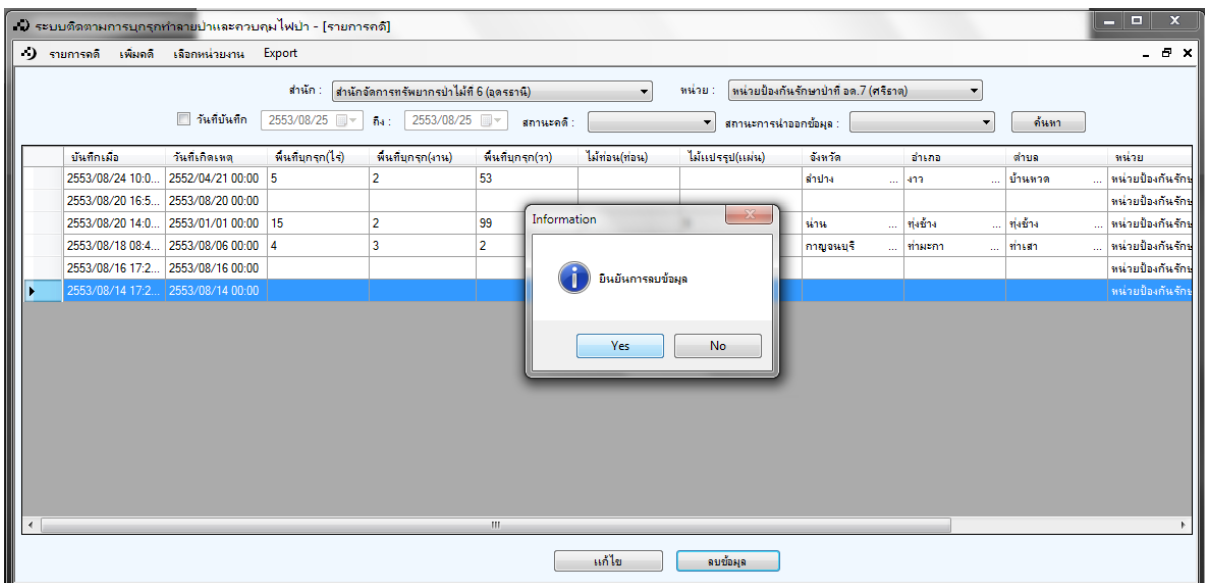 ระบบติดตามการบุกรุกทำลายป่าและควบคุมไฟป่า - [รายการคดี]
รายการคดี เพิ่มคดี เลือกหน่วยงาน Export
สำนัก : สำนักจัดการทรัพยากรป่าไม้ที่ 6 (อุดรธานี) หน่วย : หน่วยป้องกันรักษาป่าที่ อด.7 (ศรีธาตุ)
วันที่บันทึก 2553/08/25 ถึง : 2553/08/25 สถานะคดี : สถานะการนำออกข้อมูล : ค้นหา
บันทึกเมื่อ วันที่เกิดเหตุ พื้นที่บุกรุก(ไร่) พื้นที่บุกรุก(งาน) พื้นที่บุกรุก(วา) ไม้ท่อน(ท่อน) ไม้แปรรูป(แผ่น) จังหวัด อำเภอ ตำบล หน่วย
2553/08/24 10:0... 2552/04/21 00:00 5 2 53 ลำปาง ... งาว ... บ้านหวด ... หน่วยป้องกันรักษ
2553/08/20 16:5... 2553/08/20 00:00 หน่วยป้องกันรักษ
2553/08/20 14:0... 2553/01/01 00:00 15 2 99 น่าน ... ทุ่งช้าง ... ทุ่งช้าง ... หน่วยป้องกันรักษ
2553/08/18 08:4... 2553/08/06 00:00 4 3 2 กาญจนบุรี ... ท่ามะกา ... ท่าเสา ... หน่วยป้องกันรักษ
2553/08/16 17:2... 2553/08/16 00:00 หน่วยป้องกันรักษ
2553/08/14 17:2... 2553/08/14 00:00 หน่วยป้องกันรักษ
Information
ยืนยันการลบข้อมูล
Yes No
แก้ไข ลบข้อมูล